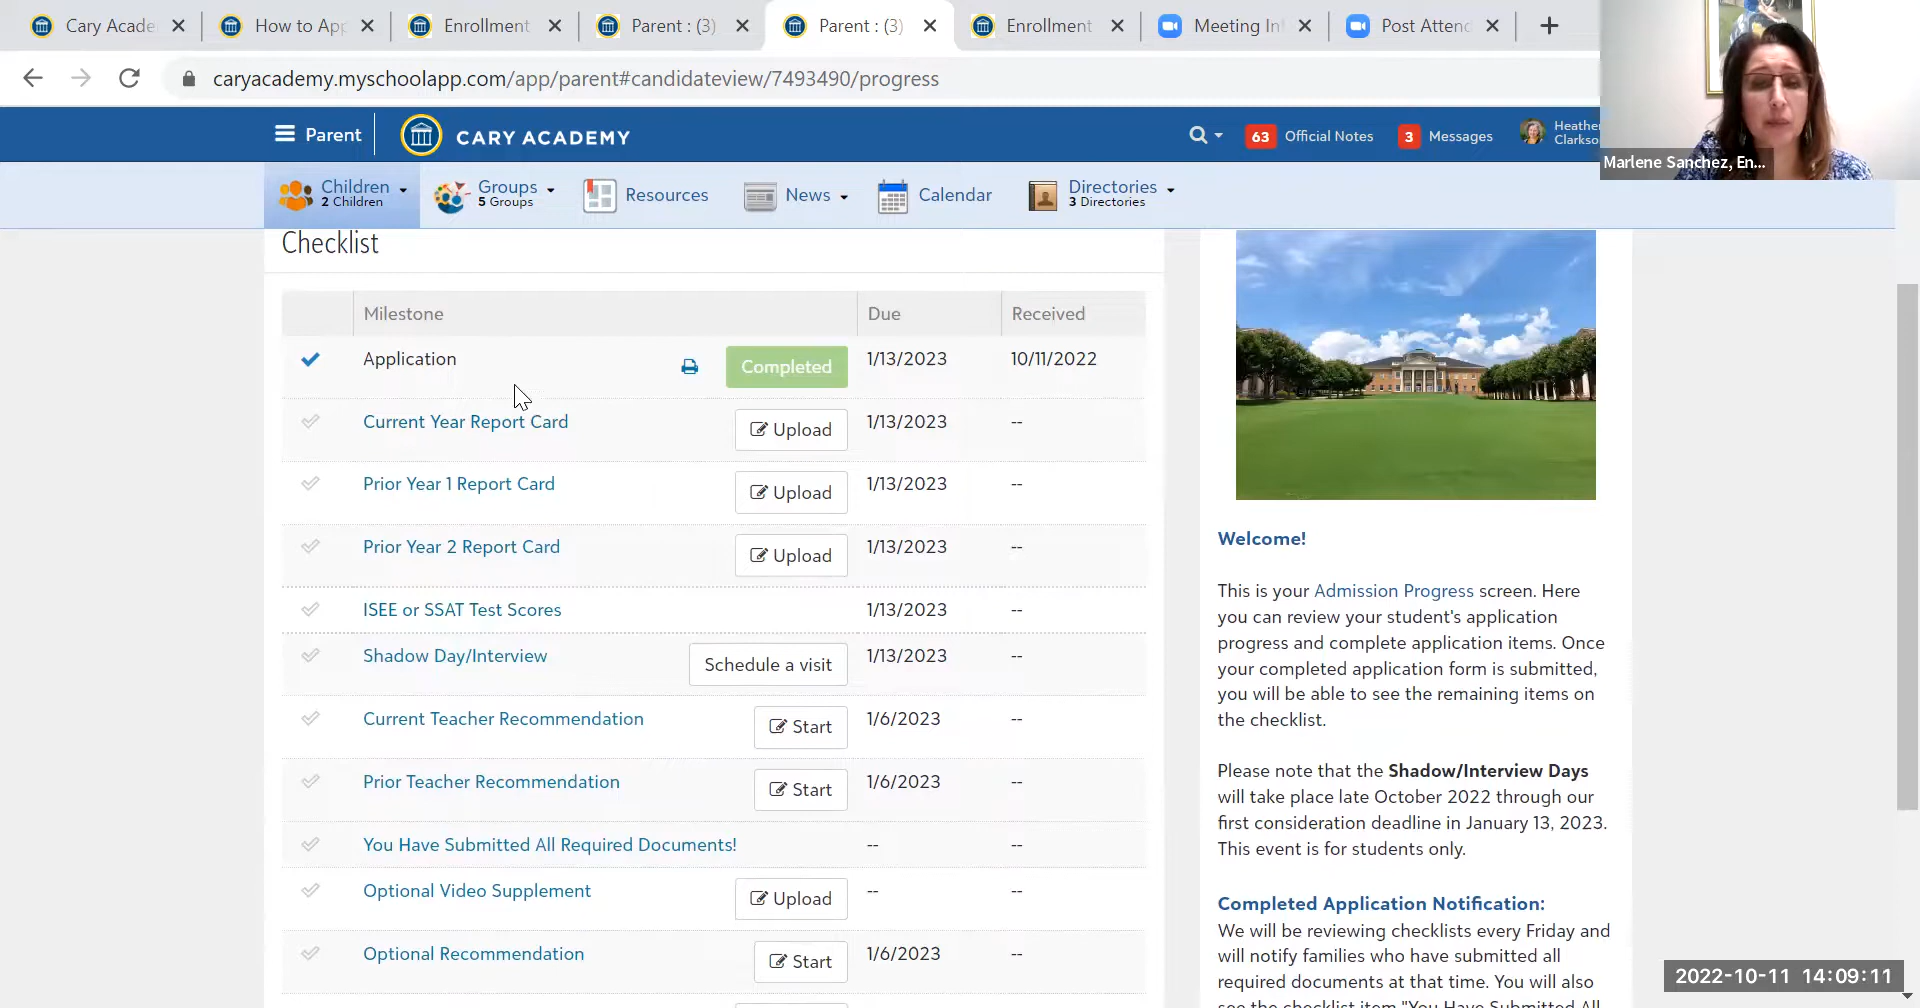 Cary Acade
How to Ap
Enrollment
Parent : (3)
Parent : (3)
Enrollment
Meeting In
Post Attend
caryacademy.myschoolapp.com/app/parent#candidateview/7493490/progress
Parent
CARY ACADEMY
63 Official Notes
3 Messages
Heather
Clarkso
Marlene Sanchez, En...
Children
2 Children
Groups
5 Groups
Resources
News
Calendar
Directories
3 Directories
Checklist
Milestone Due Received
Application Completed 1/13/2023 10/11/2022
Current Year Report Card Upload 1/13/2023 --
Prior Year 1 Report Card Upload 1/13/2023 --
Prior Year 2 Report Card Upload 1/13/2023 --
ISEE or SSAT Test Scores 1/13/2023 --
Shadow Day/Interview Schedule a visit 1/13/2023 --
Current Teacher Recommendation Start 1/6/2023 --
Prior Teacher Recommendation Start 1/6/2023 --
You Have Submitted All Required Documents! -- --
Optional Video Supplement Upload -- --
Optional Recommendation Start 1/6/2023 --
Welcome!
This is your Admission Progress screen. Here
you can review your student's application
progress and complete application items. Once
your completed application form is submitted,
you will be able to see the remaining items on
the checklist.
Please note that the Shadow/Interview Days
will take place late October 2022 through our
first consideration deadline in January 13, 2023.
This event is for students only.
Completed Application Notification:
We will be reviewing checklists every Friday and
will notify families who have submitted all
required documents at that time. You will also
see the checklist item "You Have Submitted All
2022-10-11 14:09:11